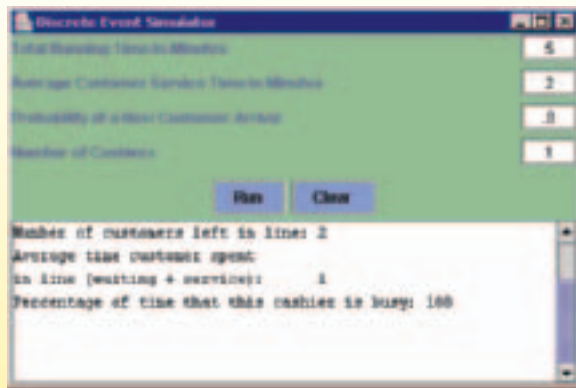 Discrete Event Simulator
Total Running Time in Minutes 5
Average Customer Service Time in Minutes 2
Probability of a New Customer Arrival
Number of Cashiers 1
Run Clear
Number of customers left in line: 2
Average time customer spent
in line (waiting + service):
Percentage of time that this cashier is busy: 100